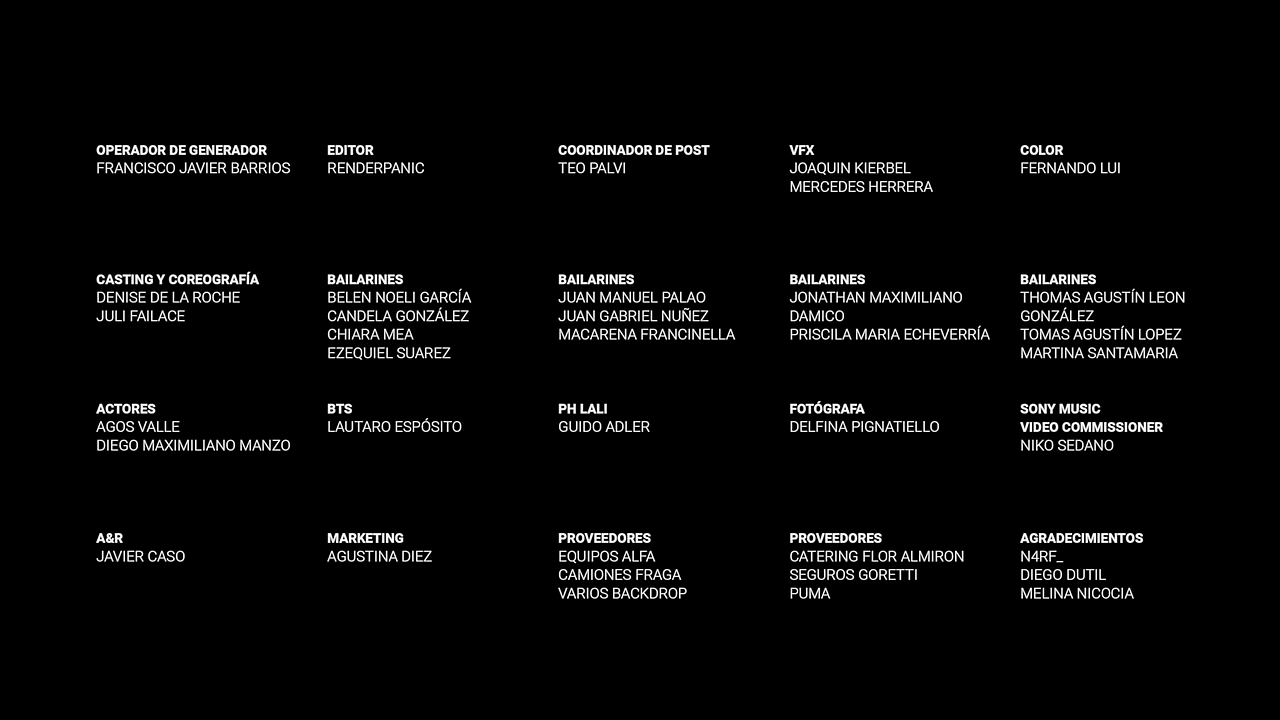 OPERADOR DE GENERADOR
FRANCISCO JAVIER BARRIOS
EDITOR
RENDERPANIC
COORDINADOR DE POST
TEO PALVI
VFX
JOAQUIN KIERBEL
MERCEDES HERRERA
COLOR
FERNANDO LUI
CASTING Y COREOGRAFÍA
DENISE DE LA ROCHE
JULI FAILACE
BAILARINES
BELEN NOELI GARCÍA
CANDELA GONZÁLEZ
CHIARA MEA
EZEQUIEL SUAREZ
BAILARINES
JUAN MANUEL PALAO
JUAN GABRIEL NUÑEZ
MACARENA FRANCINELLA
BAILARINES
JONATHAN MAXIMILIANO
DAMICO
PRISCILA MARIA ECHEVERRÍA
BAILARINES
THOMAS AGUSTÍN LEON
GONZÁLEZ
TOMAS AGUSTÍN LOPEZ
MARTINA SANTAMARIA
ACTORES
AGOS VALLE
DIEGO MAXIMILIANO MANZO
BTS
LAUTARO ESPÓSITO
PH LALI
GUIDO ADLER
FOTÓGRAFA
DELFINA PIGNATIELLO
SONY MUSIC
VIDEO COMMISSIONER
NIKO SEDANO
A&R
JAVIER CASO
MARKETING
AGUSTINA DIEZ
PROVEEDORES
EQUIPOS ALFA
CAMIONES FRAGA
VARIOS BACKDROP
PROVEEDORES
CATERING FLOR ALMIRON
SEGUROS GORETTI
PUMA
AGRADECIMIENTOS
N4RF_
DIEGO DUTIL
MELINA NICOCIA